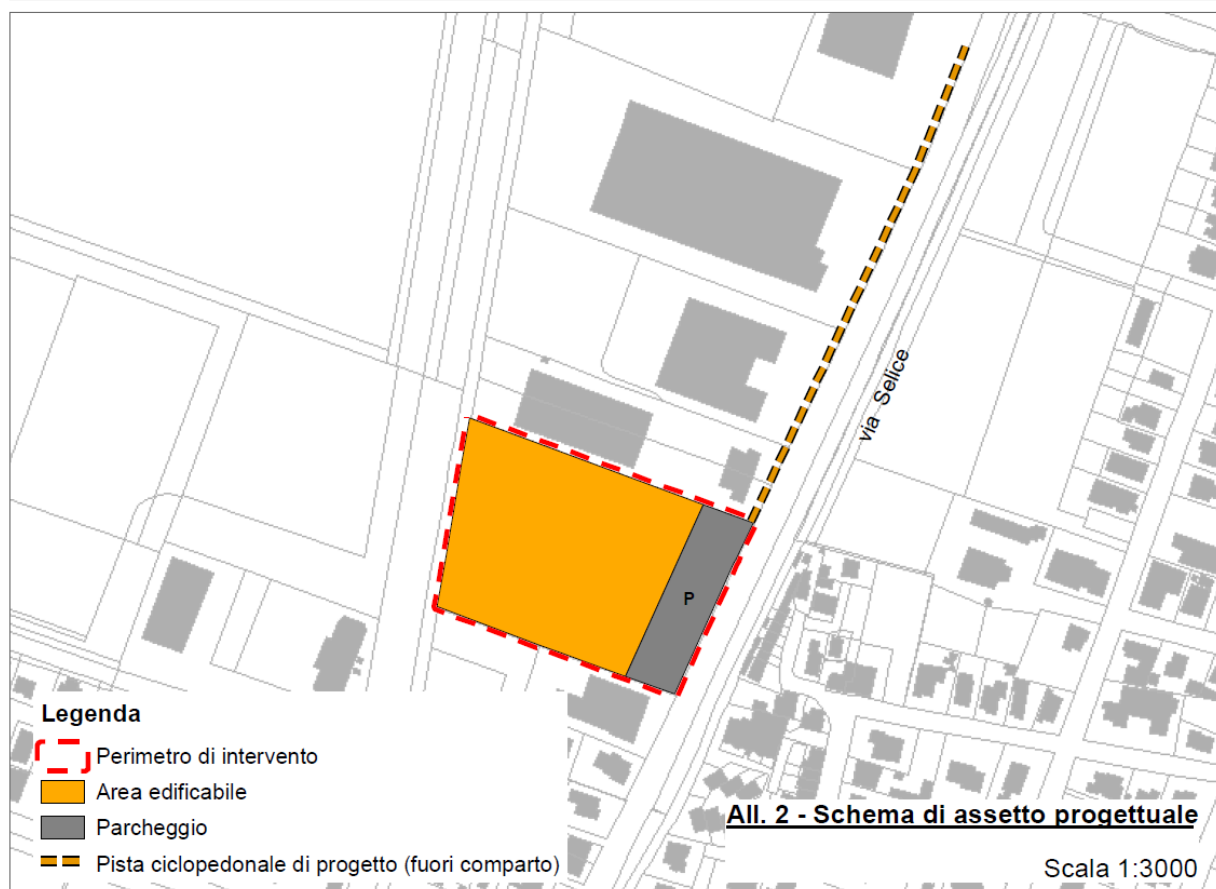 via Selice
P
Legenda
Perimetro di intervento
Area edificabile
Parcheggio
Pista ciclopedonale di progetto (fuori comparto)
All. 2 - Schema di assetto progettuale
Scala 1:3000